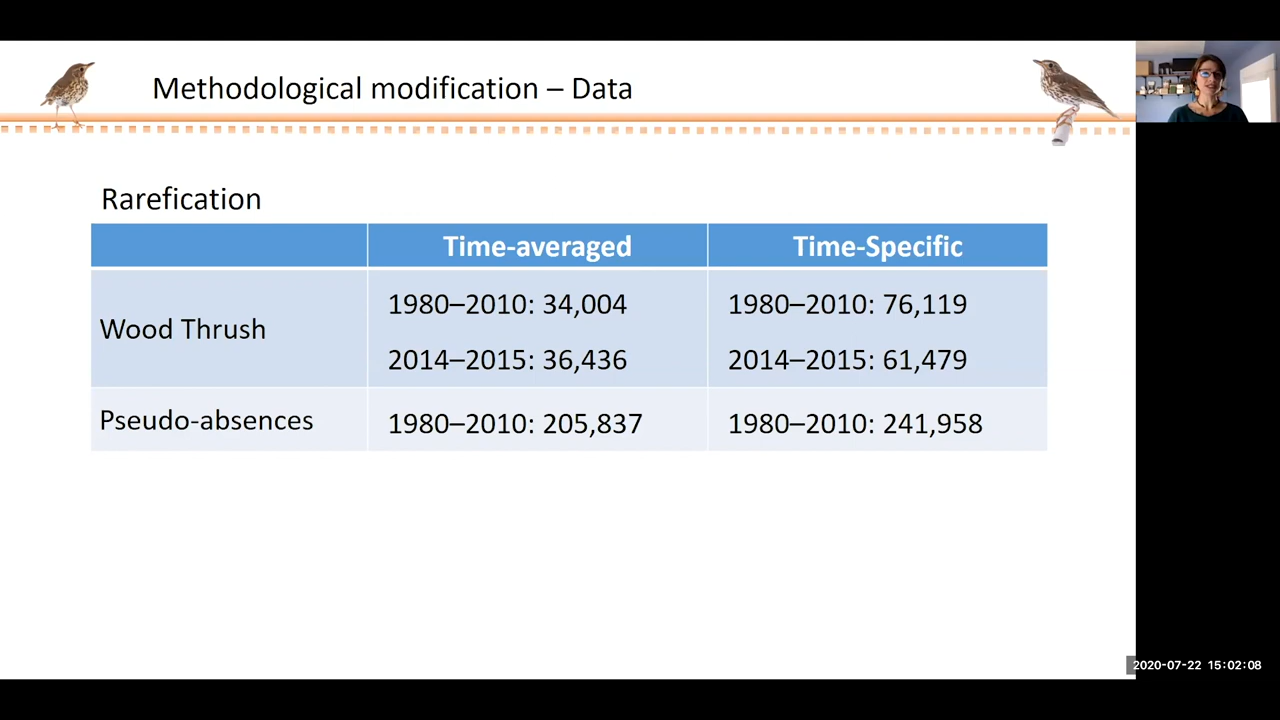 Methodological modification – Data
Rarefication
Time-averaged
Time-Specific
Wood Thrush
1980–2010: 34,004
2014–2015: 36,436
1980–2010: 76,119
2014–2015: 61,479
Pseudo-absences
1980–2010: 205,837
1980–2010: 241,958
2020-07-22 15:02:08